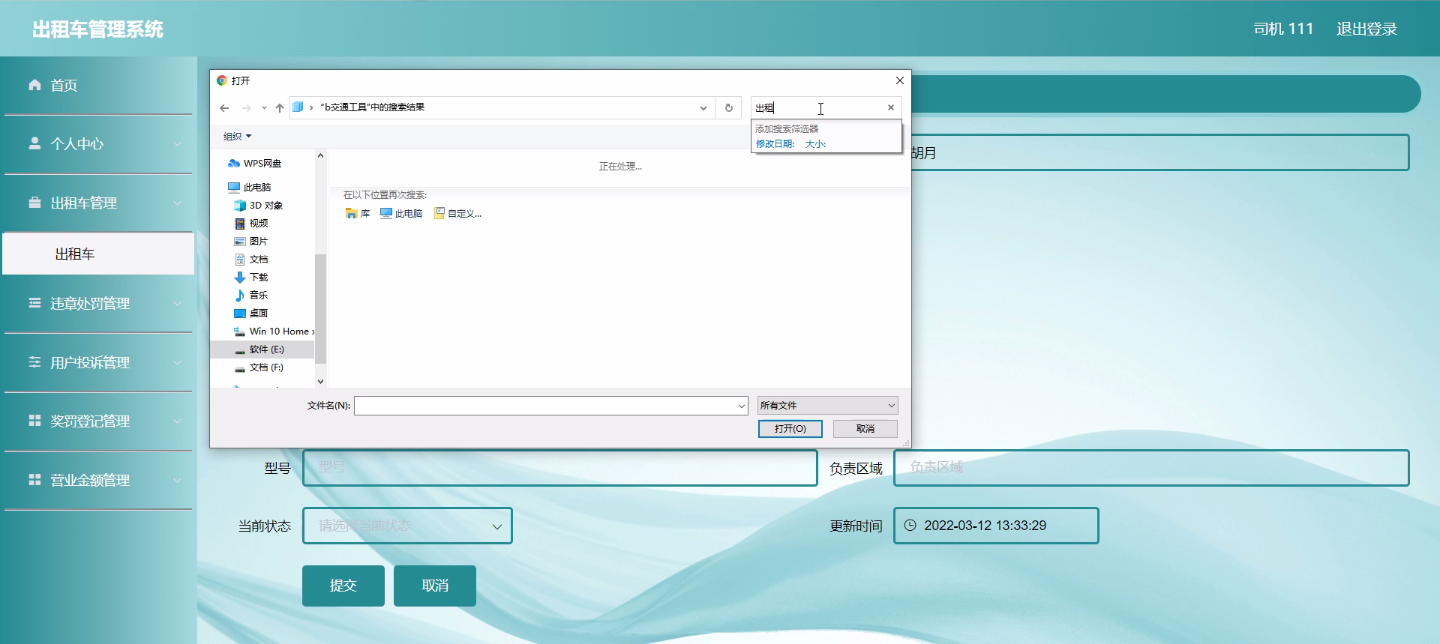 出租车管理系统
司机 111 退出登录
首页
个人中心
出租车管理
出租车
违章处罚管理
用户投诉管理
奖罚登记管理
营业金额管理
打开
"b交通工具"中的搜索结果
出租
添加搜索筛选器
修改日期: 大小:
组织
WPS网盘
此电脑
3D 对象
视频
图片
文档
下载
音乐
桌面
Win 10 Home
软件 (E:)
文档 (F:)
正在处理...
在以下位置再次搜索:
库 此电脑 自定义...
文件名(N):
所有文件
打开(O) 取消
胡月
型号 型号
负责区域 负责区域
当前状态 请选择当前状态
更新时间 2022-03-12 13:33:29
提交 取消